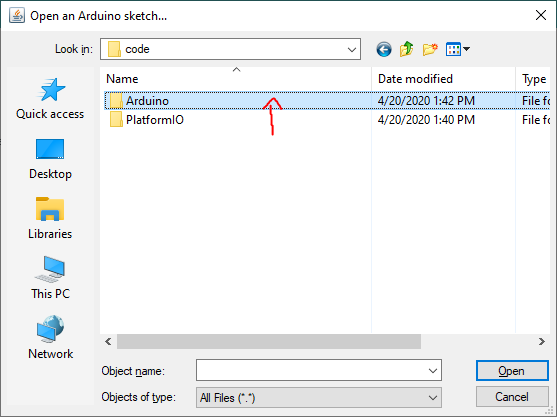 Open an Arduino sketch...
Look in: code
Name Date modified Type
Arduino 4/20/2020 1:42 PM File fo
PlatformIO 4/20/2020 1:40 PM File fo
Quick access
Desktop
Libraries
This PC
Network
Object name: Open
Objects of type: All Files (*.*) Cancel